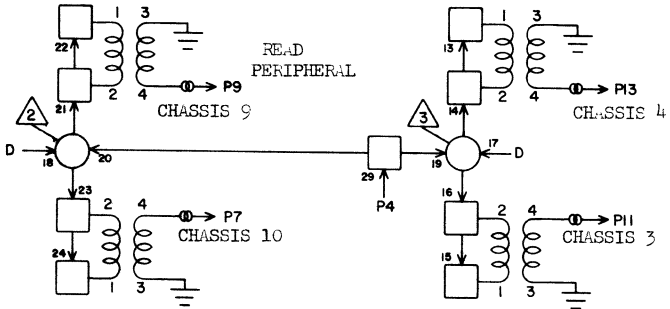 1 3
22
21
2 4
P9
CHASSIS 9
READ
PERIPHERAL
1 3
13
14
2 4
P13
CHASSIS 4
2
D
18
20
3
29
P4
19
17
D
23
2 4
P7
CHASSIS 10
24
1 3
16
2 4
P11
CHASSIS 3
15
1 3